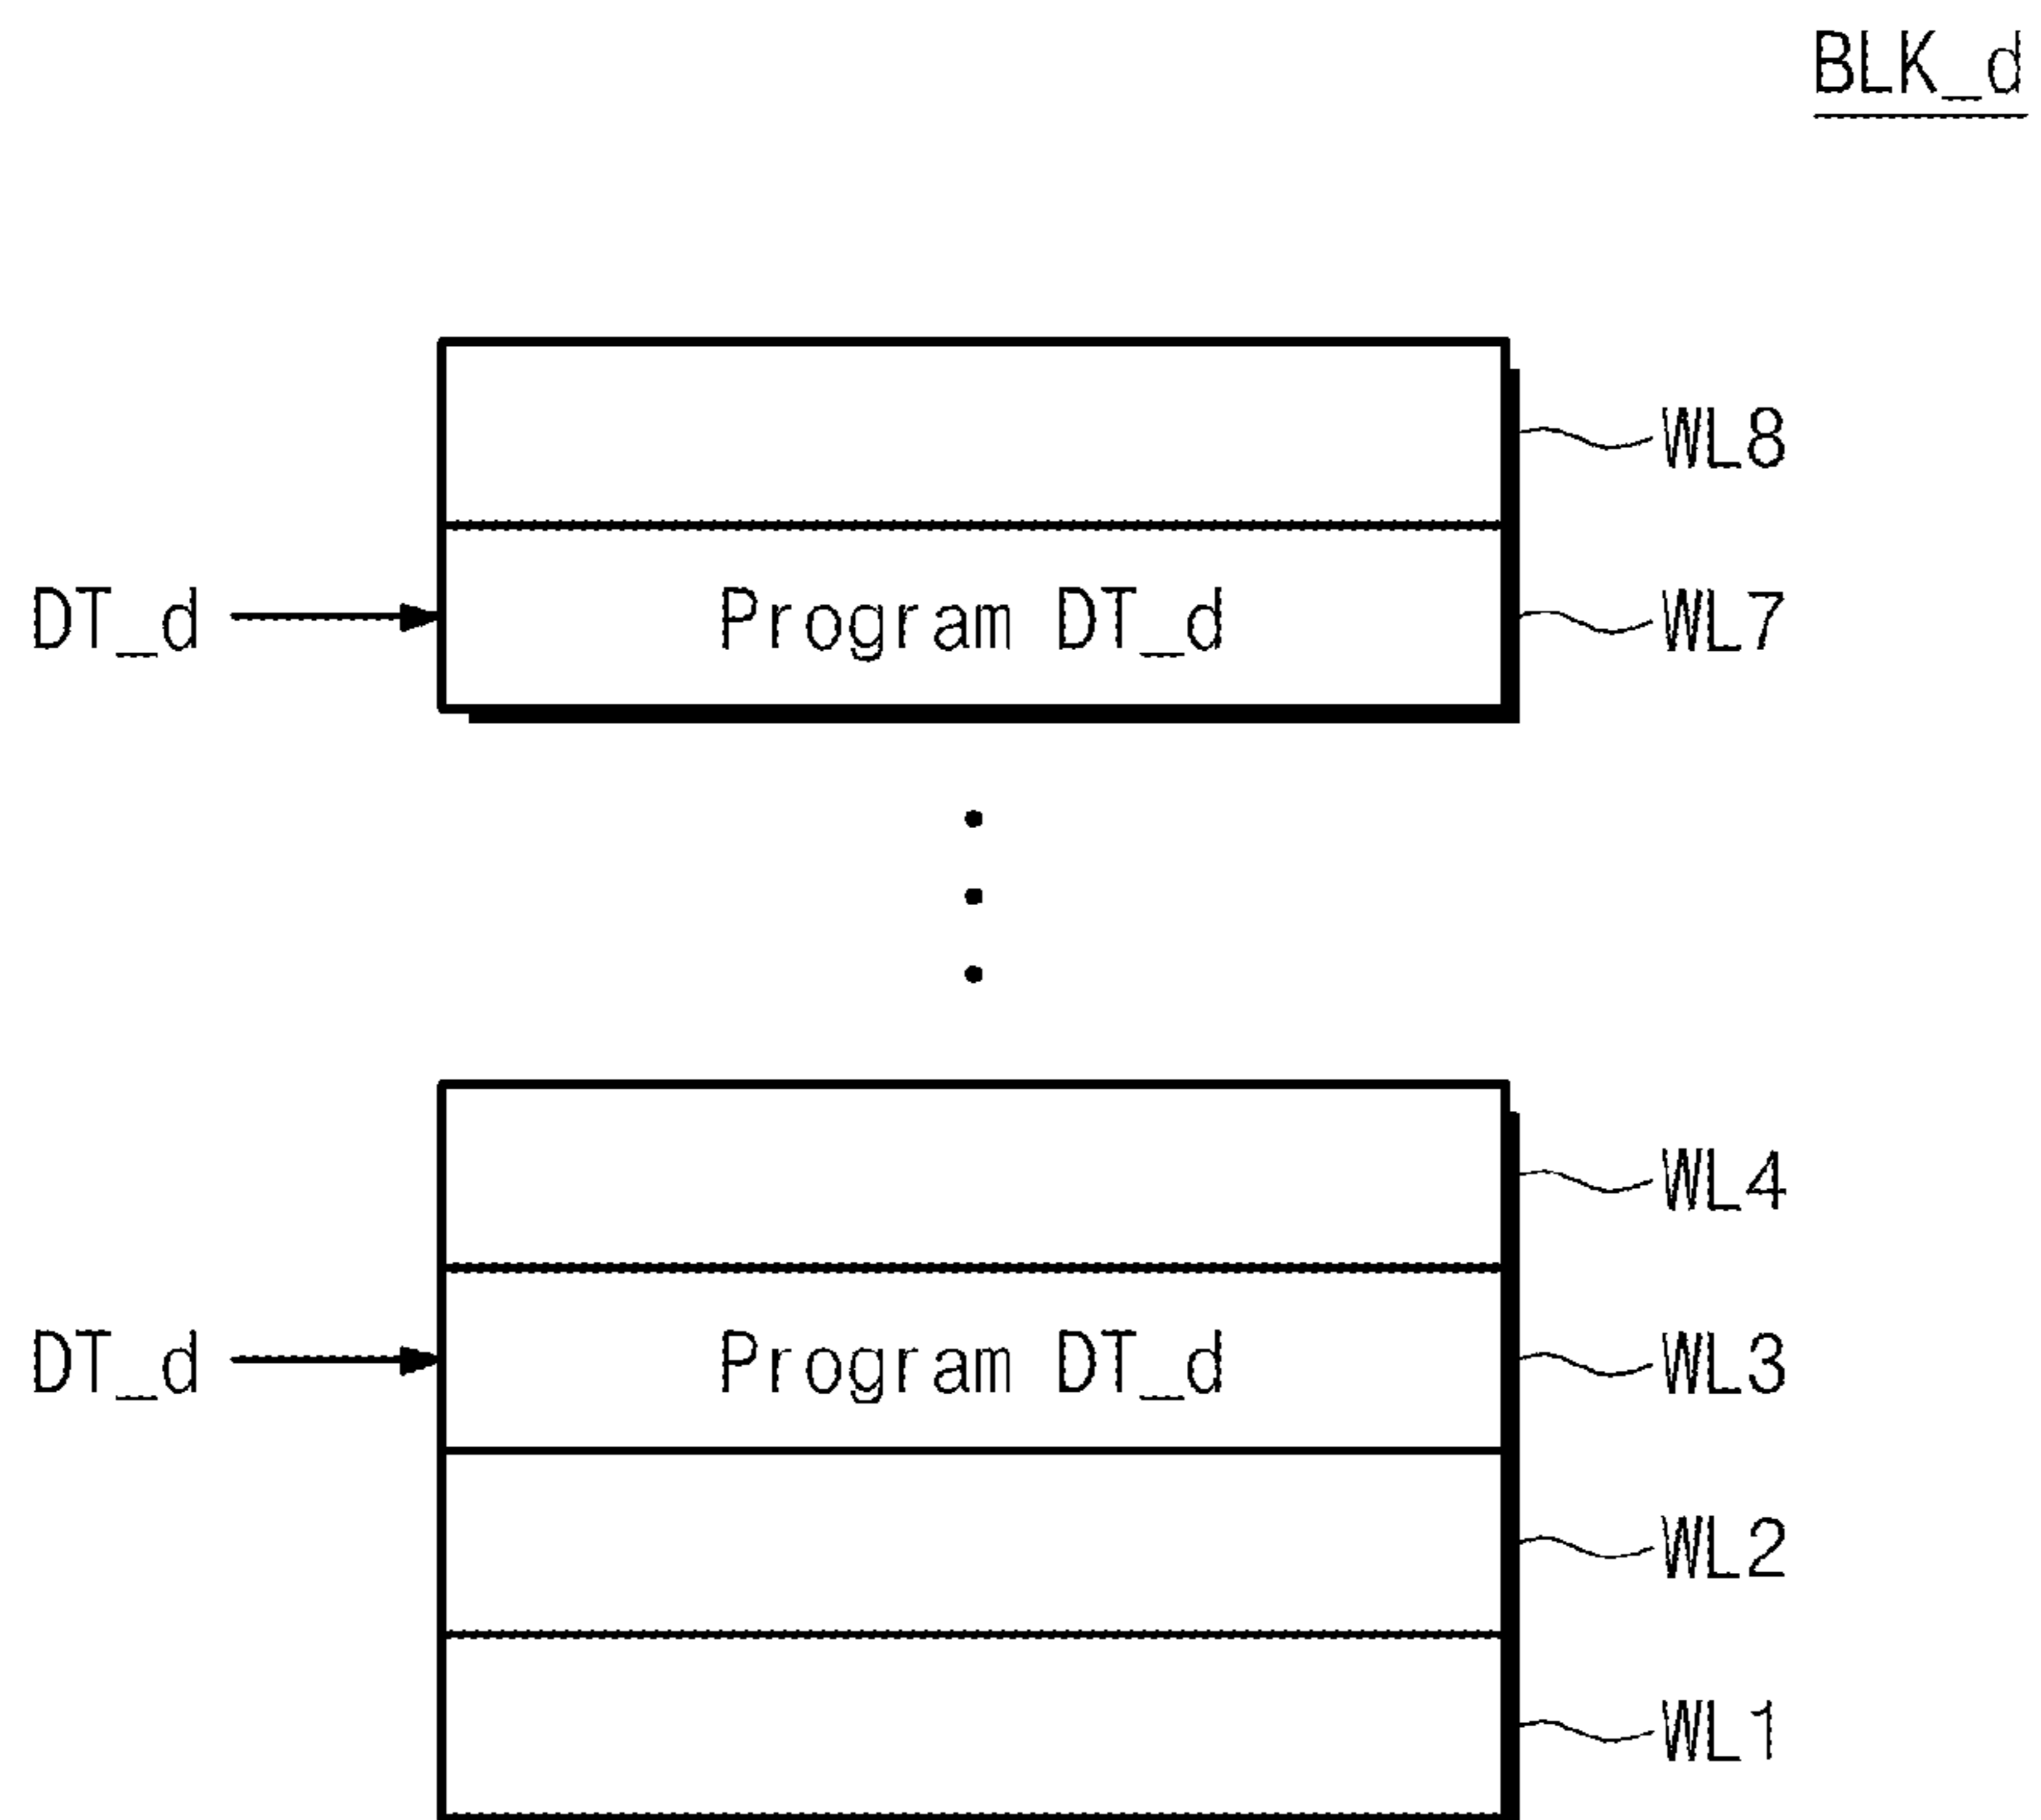 BLK_d
WL8
DT_d Program DT_d WL7
WL4
DT_d Program DT_d WL3
WL2
WL1